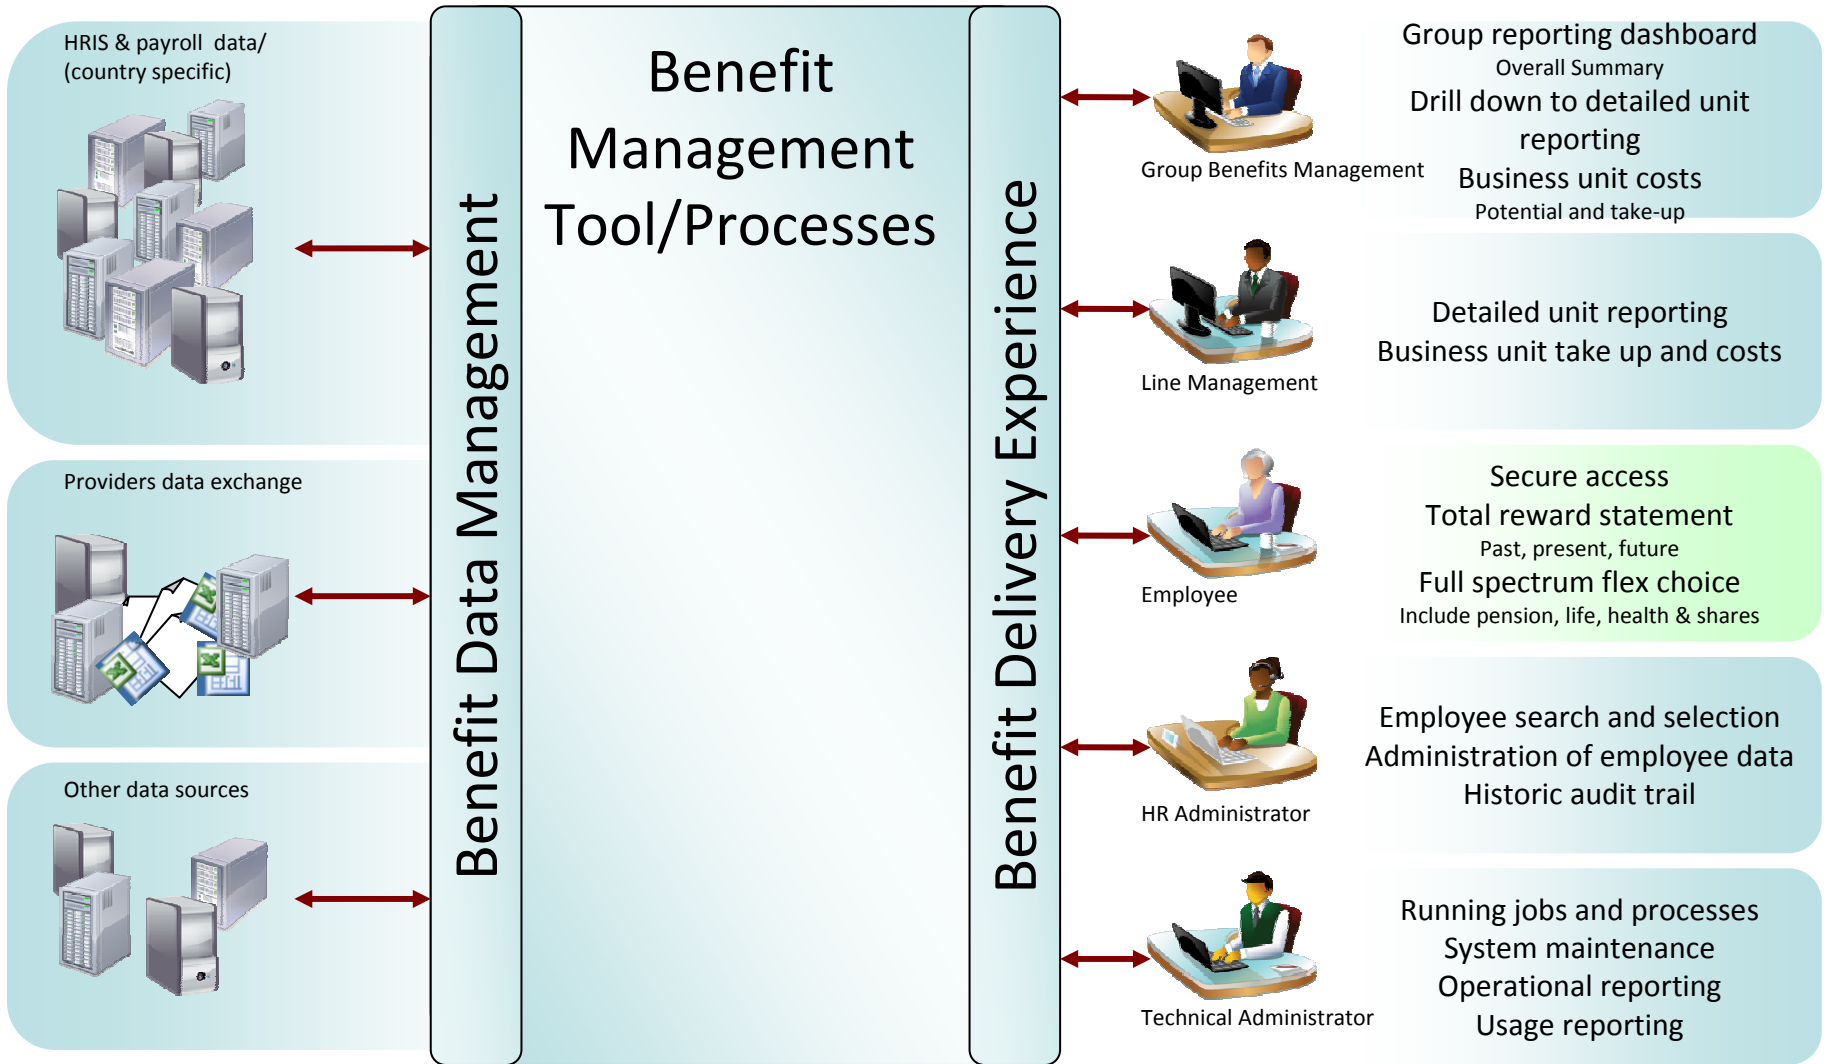 HRIS & payroll data/
(country specific)
Providers data exchange
Other data sources
Benefit Data Management
Benefit
Management
Tool/Processes
Benefit Delivery Experience
Group Benefits Management
Group reporting dashboard
Overall Summary
Drill down to detailed unit
reporting
Business unit costs
Potential and take-up
Line Management
Detailed unit reporting
Business unit take up and costs
Employee
Secure access
Total reward statement
Past, present, future
Full spectrum flex choice
Include pension, life, health & shares
HR Administrator
Employee search and selection
Administration of employee data
Historic audit trail
Technical Administrator
Running jobs and processes
System maintenance
Operational reporting
Usage reporting